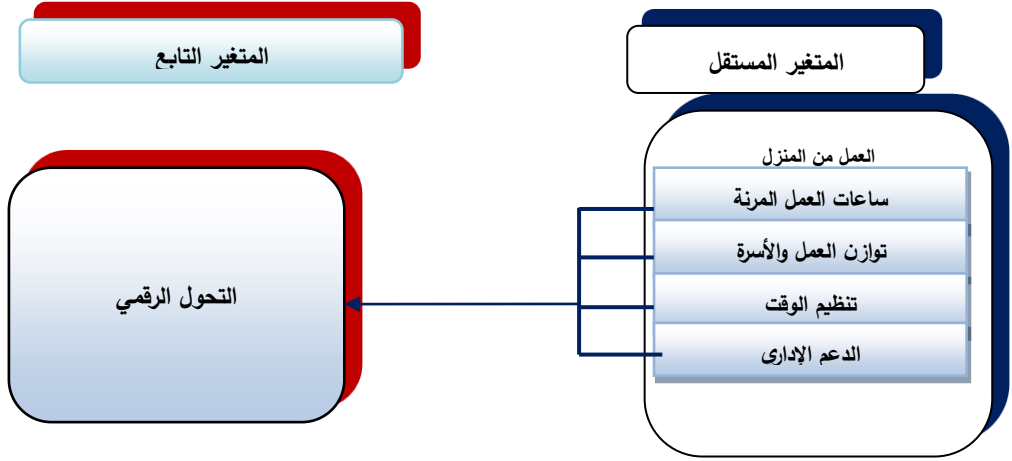 المتغير المستقل
المتغير التابع
العمل من المنزل
ساعات العمل المرنة
توازن العمل والأسرة
تنظيم الوقت
الدعم الإدارى
التحول الرقمي